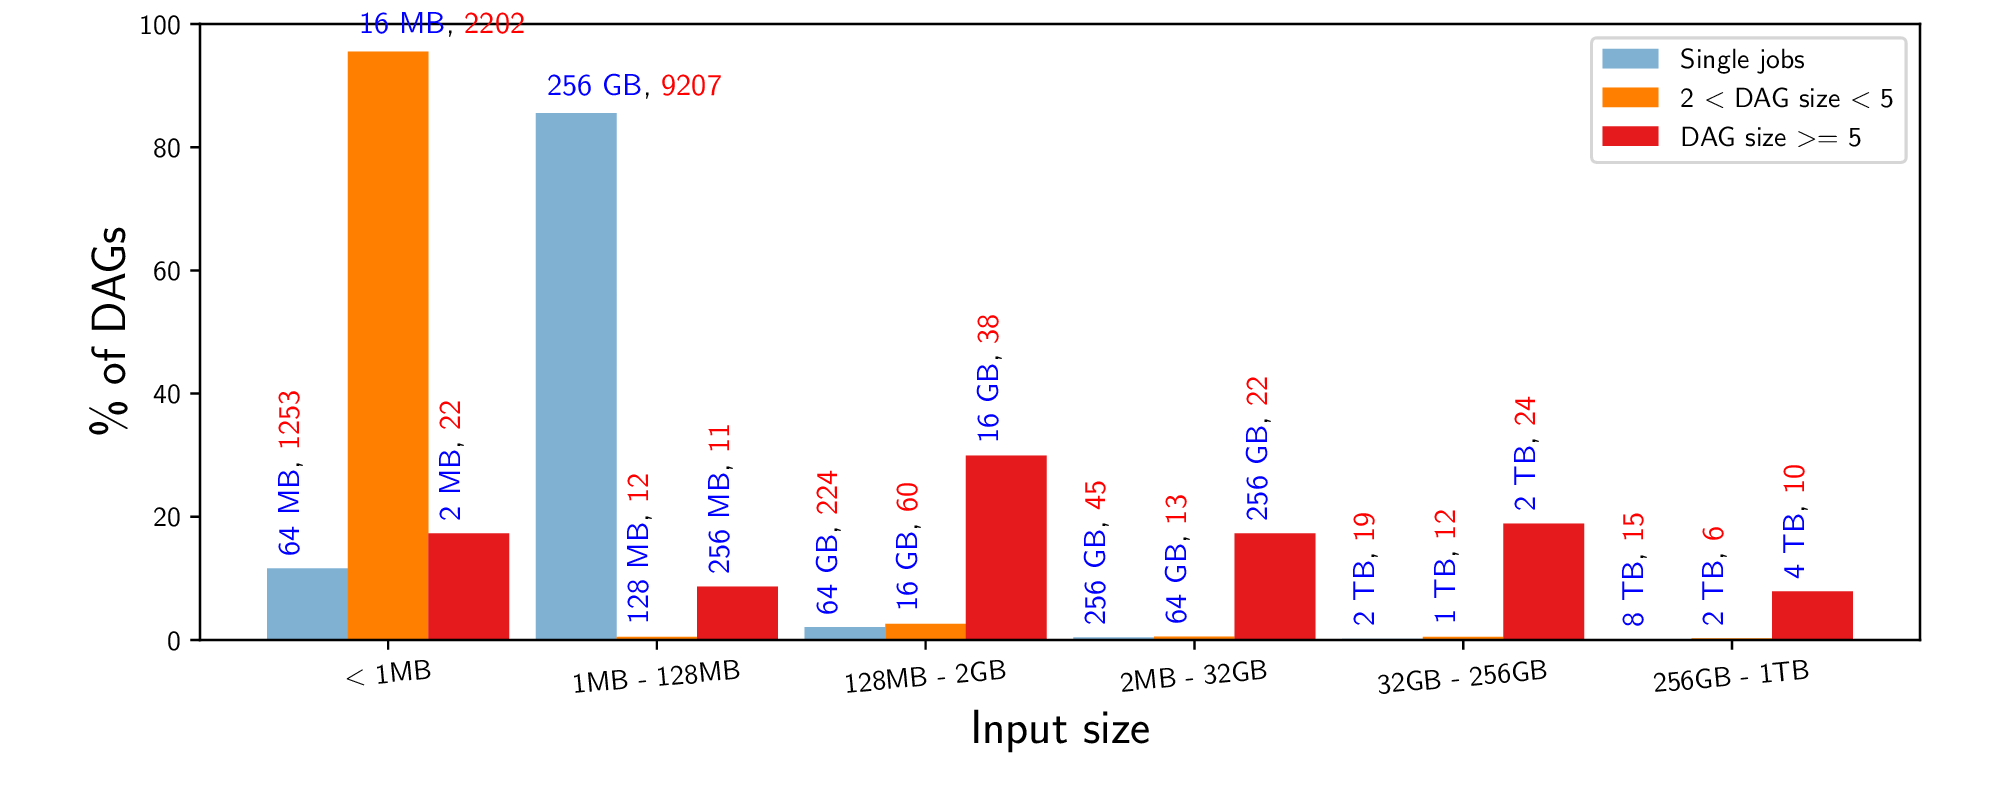 % of DAGs
100
80
60
40
20
0
16 MB, 2202
256 GB, 9207
64 MB, 1253
2 MB, 22
128 MB, 12
256 MB, 11
64 GB, 224
16 GB, 60
16 GB, 38
256 GB, 45
64 GB, 13
256 GB, 22
2 TB, 19
1 TB, 12
2 TB, 24
8 TB, 15
2 TB, 6
4 TB, 10
Single jobs
2 < DAG size < 5
DAG size >= 5
< 1MB
1MB - 128MB
128MB - 2GB
2MB - 32GB
32GB - 256GB
256GB - 1TB
Input size